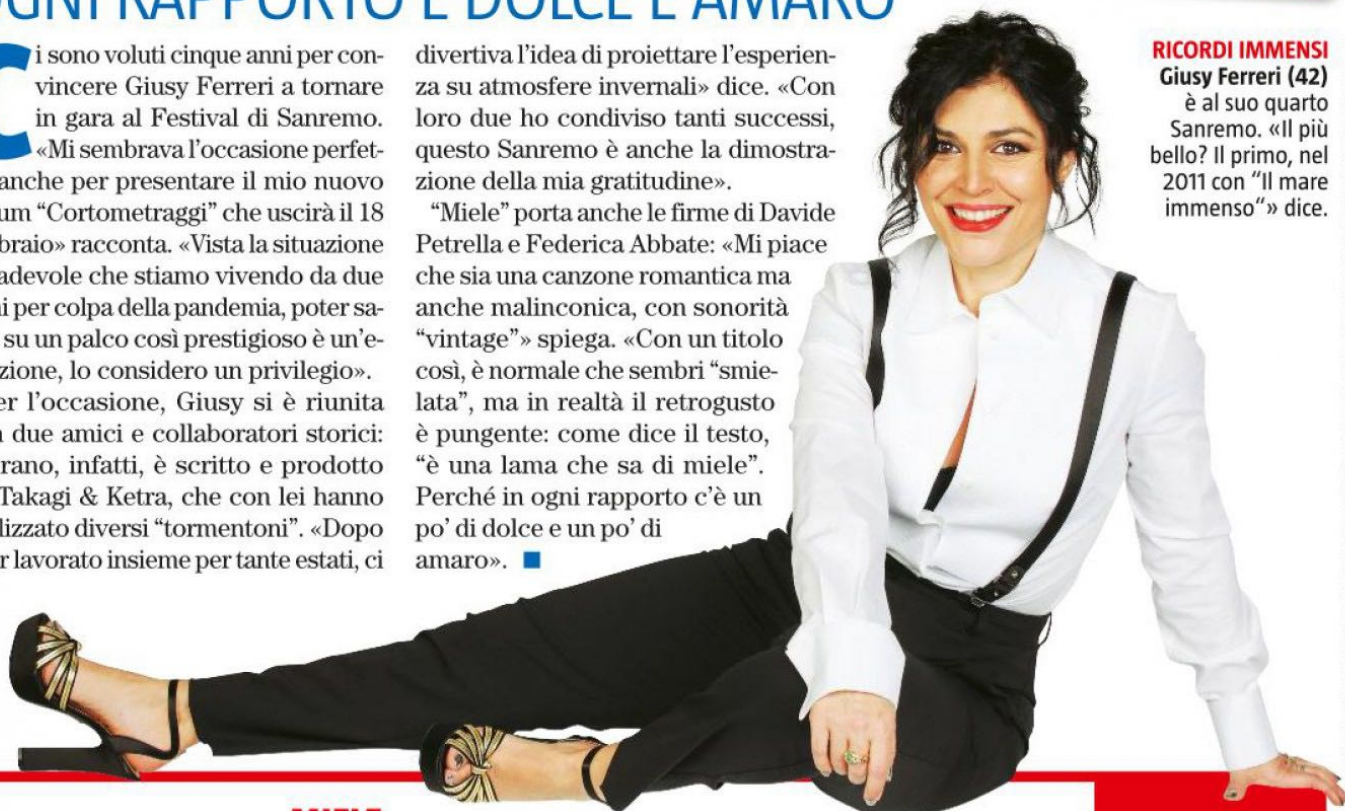 OGNI RAPPORTO È DOLCE E AMARO
Ci sono voluti cinque anni per con-
vincere Giusy Ferreri a tornare
in gara al Festival di Sanremo.
«Mi sembrava l'occasione perfet-
anche per presentare il mio nuovo
um “Cortometraggi” che uscirà il 18
braio» racconta. «Vista la situazione
adevole che stiamo vivendo da due
i per colpa della pandemia, poter sa-
su un palco così prestigioso è un'e-
zione, lo considero un privilegio».
er l'occasione, Giusy si è riunita
due amici e collaboratori storici:
rano, infatti, è scritto e prodotto
Takagi & Ketra, che con lei hanno
lizzato diversi “tormentoni”. «Dopo
r lavorato insieme per tante estati, ci
divertiva l'idea di proiettare l'esperien-
za su atmosfere invernali» dice. «Con
loro due ho condiviso tanti successi,
questo Sanremo è anche la dimostra-
zione della mia gratitudine».
“Miele” porta anche le firme di Davide
Petrella e Federica Abbate: «Mi piace
che sia una canzone romantica ma
anche malinconica, con sonorità
“vintage”» spiega. «Con un titolo
così, è normale che sembri “smie-
lata”, ma in realtà il retrogusto
è pungente: come dice il testo,
“è una lama che sa di miele”.
Perché in ogni rapporto c'è un
po' di dolce e un po' di
amaro».
RICORDI IMMENSI
Giusy Ferreri (42)
è al suo quarto
Sanremo. «Il più
bello? Il primo, nel
2011 con “Il mare
immenso“» dice.
MIELE